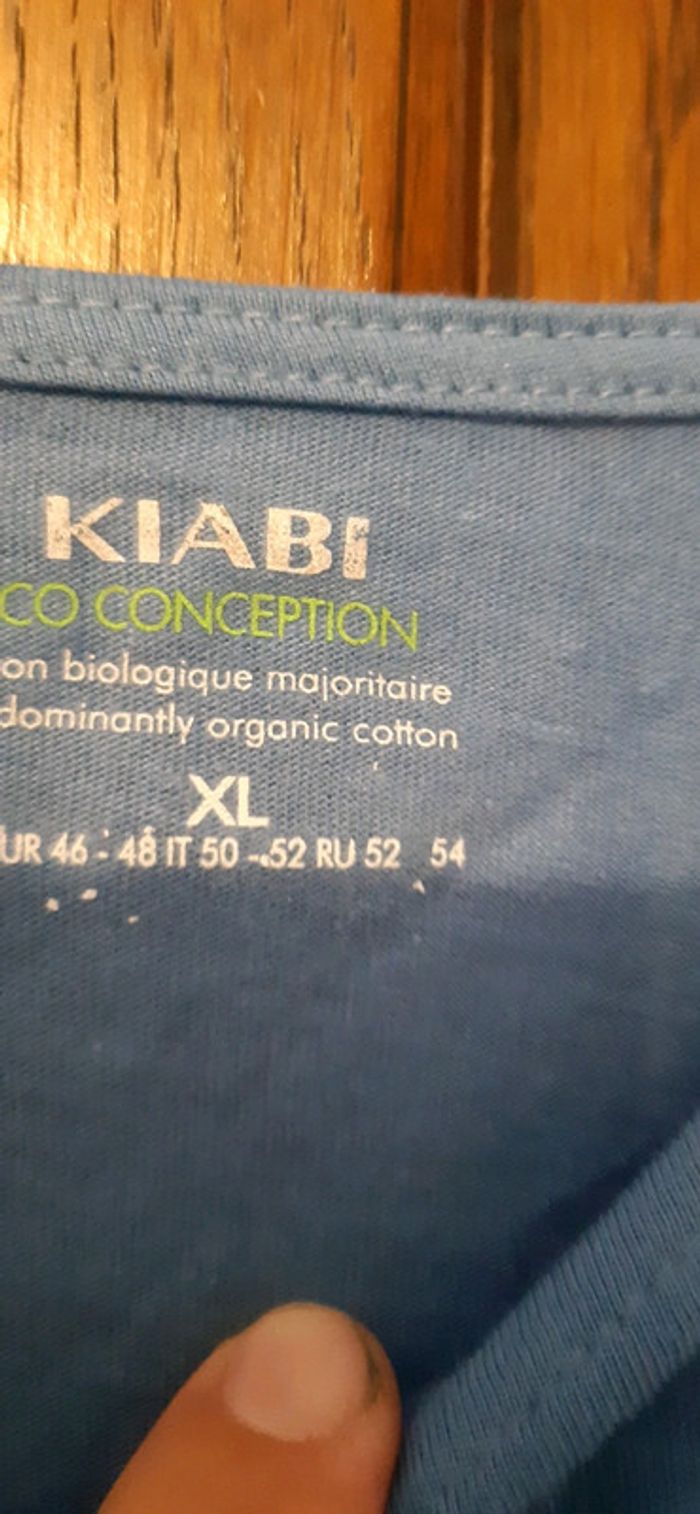 KIABI
CO CONCEPTION
on biologique majoritaire
dominantly organic cotton
XL
UR 46 - 48 IT 50 - 52 RU 52 54